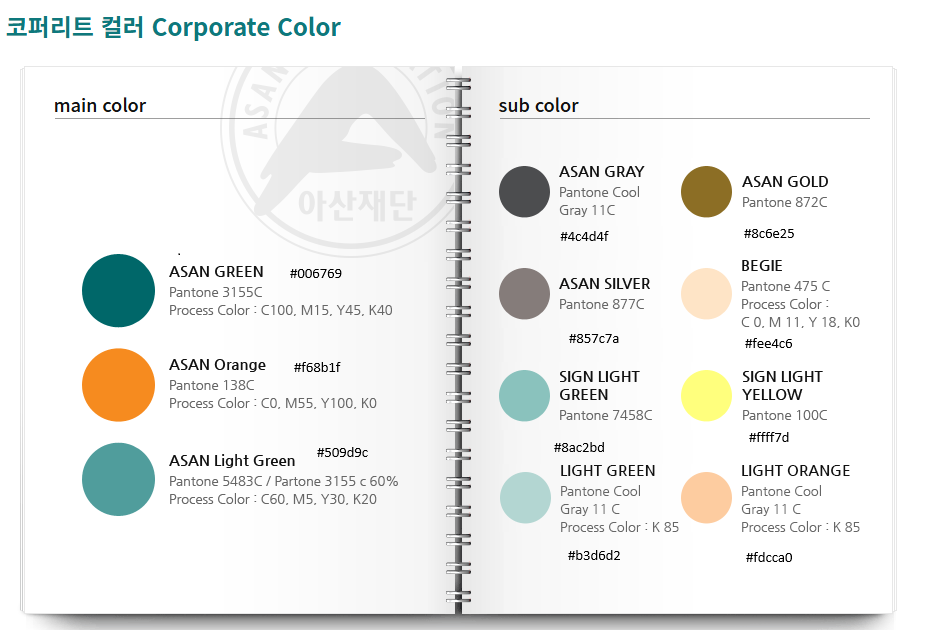 코퍼리트 컬러 Corporate Color
main color
ASAN GREEN #006769
Pantone 3155C
Process Color : C100, M15, Y45, K40
ASAN Orange #f68b1f
Pantone 138C
Process Color : C0, M55, Y100, K0
ASAN Light Green #509d9c
Pantone 5483C / Partone 3155 c 60%
Process Color : C60, M5, Y30, K20
아산재단
sub color
ASAN GRAY
Pantone Cool
Gray 11C
#4c4d4f
ASAN GOLD
Pantone 872C
#8c6e25
ASAN SILVER
Pantone 877C
#857c7a
BEGIE
Pantone 475 C
Process Color :
C 0, M 11, Y 18, K0
#fee4c6
SIGN LIGHT
GREEN
Pantone 7458C
#8ac2bd
SIGN LIGHT
YELLOW
Pantone 100C
#ffff7d
LIGHT GREEN
Pantone Cool
Gray 11 C
Process Color : K 85
#b3d6d2
LIGHT ORANGE
Pantone Cool
Gray 11 C
Process Color : K 85
#fdcca0